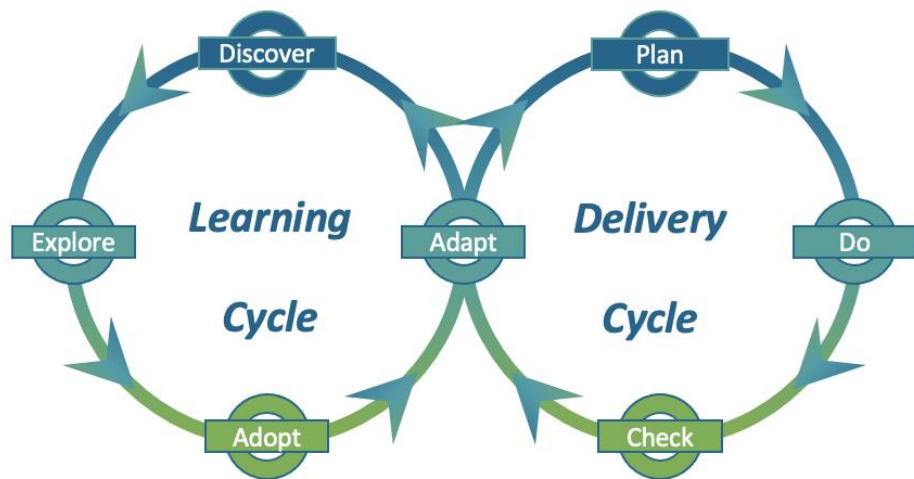 Discover
Plan
Learning
Delivery
Explore
Adapt
Do
Cycle
Cycle
Adopt
Check